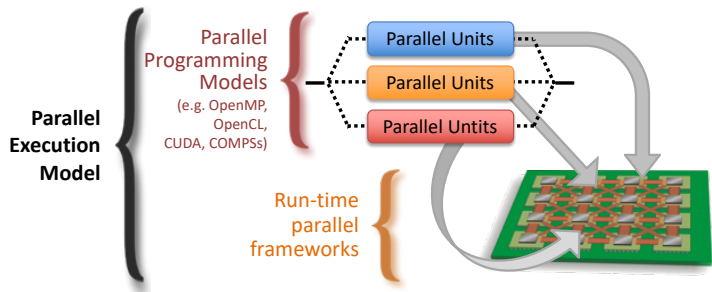 Parallel
Execution
Model
Parallel
Programming
Models
(e.g. OpenMP,
OpenCL,
CUDA, COMPSs)
Parallel Units
Parallel Units
Parallel Untits
Run-time
parallel
frameworks